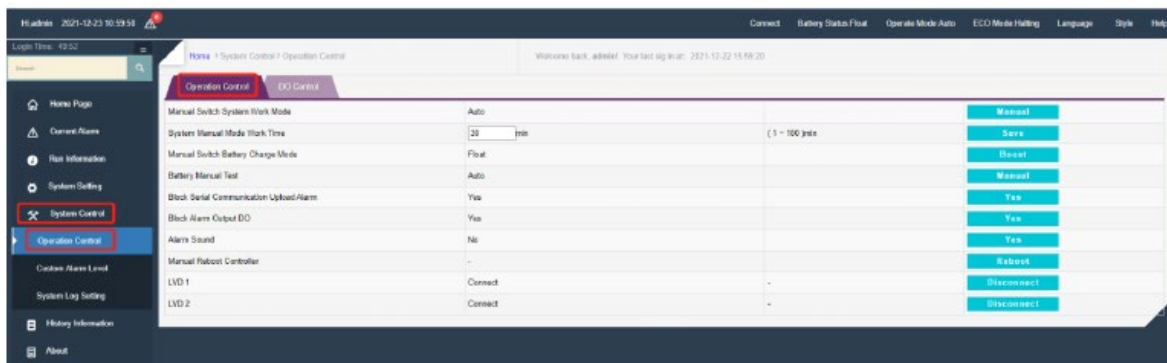 Hi,admin 2021-12-23 10:59:50
Connect Battery Status:Float Operate Mode:Auto ECO Mode:Halting Language Style Help
Login Time: 49:52
Search
Home > System Control > Operation Control
Welcome back, admin!. Your last sig in at: 2021-12-22 15:59:20
Operation Control DO Control
Home Page
Current Alarm
Run Information
System Setting
System Control
Operation Control
Custom Alarm Level
System Log Setting
History Information
About
Manual Switch System Work Mode Auto Manual
System Manual Mode Work Time 20 min ( 1 ~ 100 )min Save
Manual Switch Battery Charge Mode Float Boost
Battery Manual Test Auto Manual
Block Serial Communication Upload Alarm Yes Yes
Block Alarm Output DO Yes Yes
Alarm Sound No Yes
Manual Reboot Controller - Reboot
LVD 1 Connect - Disconnect
LVD 2 Connect - Disconnect